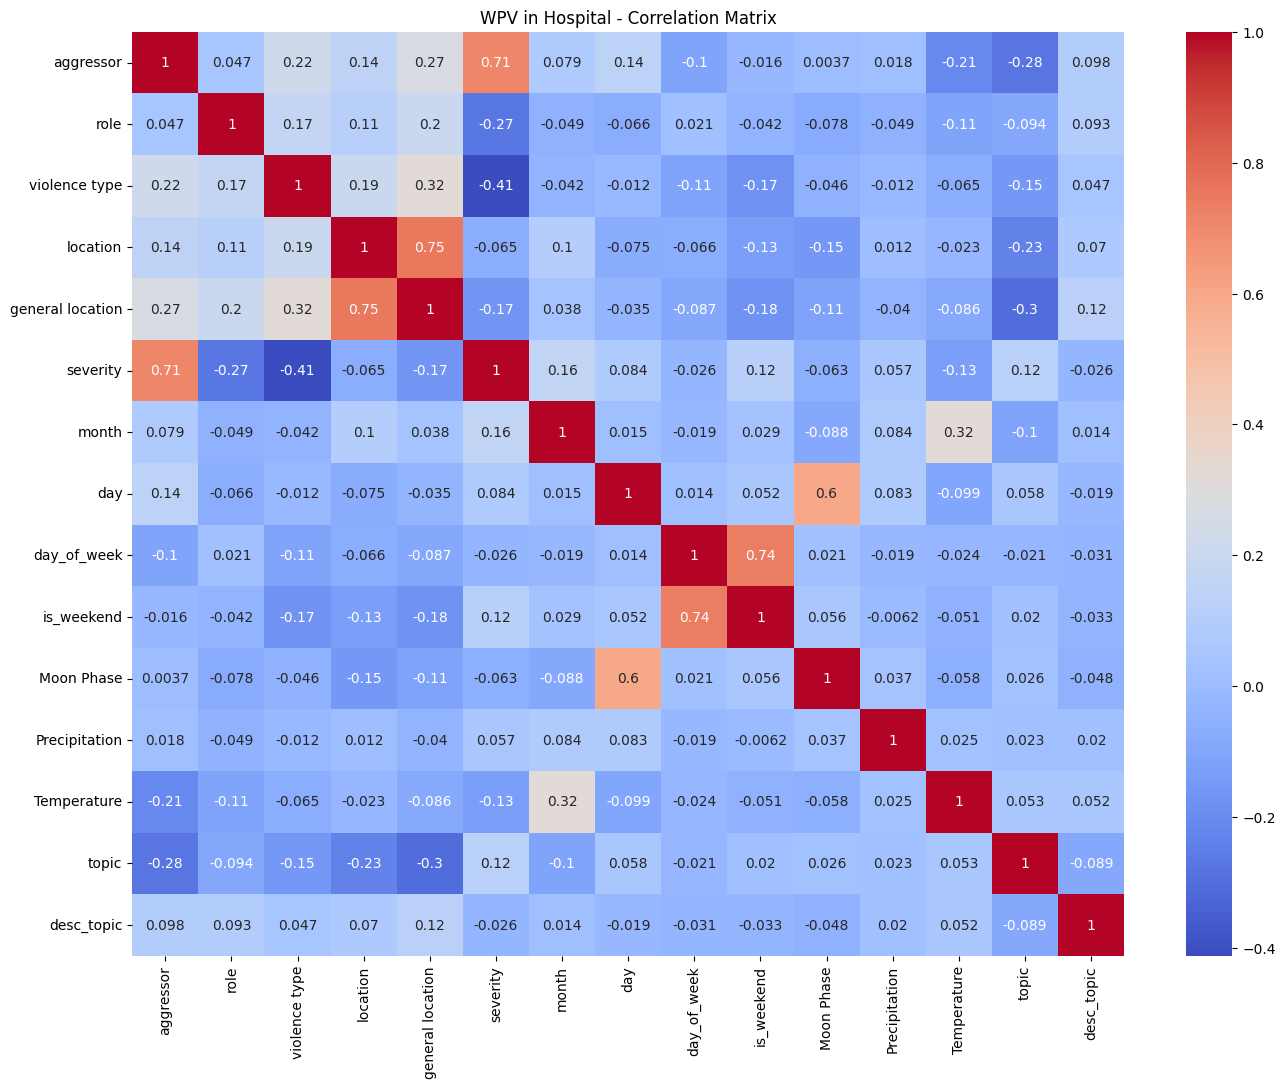 WPV in Hospital - Correlation Matrix
aggressor 1 0.047 0.22 0.14 0.27 0.71 0.079 0.14 -0.1 -0.016 0.0037 0.018 -0.21 -0.28 0.098
role 0.047 1 0.17 0.11 0.2 -0.27 -0.049 -0.066 0.021 -0.042 -0.078 -0.049 -0.11 -0.094 0.093
violence type 0.22 0.17 1 0.19 0.32 -0.41 -0.042 -0.012 -0.11 -0.17 -0.046 -0.012 -0.065 -0.15 0.047
location 0.14 0.11 0.19 1 0.75 -0.065 0.1 -0.075 -0.066 -0.13 -0.15 0.012 -0.023 -0.23 0.07
general location 0.27 0.2 0.32 0.75 1 -0.17 0.038 -0.035 -0.087 -0.18 -0.11 -0.04 -0.086 -0.3 0.12
severity 0.71 -0.27 -0.41 -0.065 -0.17 1 0.16 0.084 -0.026 0.12 -0.063 0.057 -0.13 0.12 -0.026
month 0.079 -0.049 -0.042 0.1 0.038 0.16 1 0.015 -0.019 0.029 -0.088 0.084 0.32 -0.1 0.014
day 0.14 -0.066 -0.012 -0.075 -0.035 0.084 0.015 1 0.014 0.052 0.6 0.083 -0.099 0.058 -0.019
day_of_week -0.1 0.021 -0.11 -0.066 -0.087 -0.026 -0.019 0.014 1 0.74 0.021 -0.019 -0.024 -0.021 -0.031
is_weekend -0.016 -0.042 -0.17 -0.13 -0.18 0.12 0.029 0.052 0.74 1 0.056 -0.0062 -0.051 0.02 -0.033
Moon Phase 0.0037 -0.078 -0.046 -0.15 -0.11 -0.063 -0.088 0.6 0.021 0.056 1 0.037 -0.058 0.026 -0.048
Precipitation 0.018 -0.049 -0.012 0.012 -0.04 0.057 0.084 0.083 -0.019 -0.0062 0.037 1 0.025 0.023 0.02
Temperature -0.21 -0.11 -0.065 -0.023 -0.086 -0.13 0.32 -0.099 -0.024 -0.051 -0.058 0.025 1 0.053 0.052
topic -0.28 -0.094 -0.15 -0.23 -0.3 0.12 -0.1 0.058 -0.021 0.02 0.026 0.023 0.053 1 -0.089
desc_topic 0.098 0.093 0.047 0.07 0.12 -0.026 0.014 -0.019 -0.031 -0.033 -0.048 0.02 0.052 -0.089 1
aggressor role violence type location general location severity month day day_of_week is_weekend Moon Phase Precipitation Temperature topic desc_topic
1.0
0.8
0.6
0.4
0.2
0.0
-0.2
-0.4